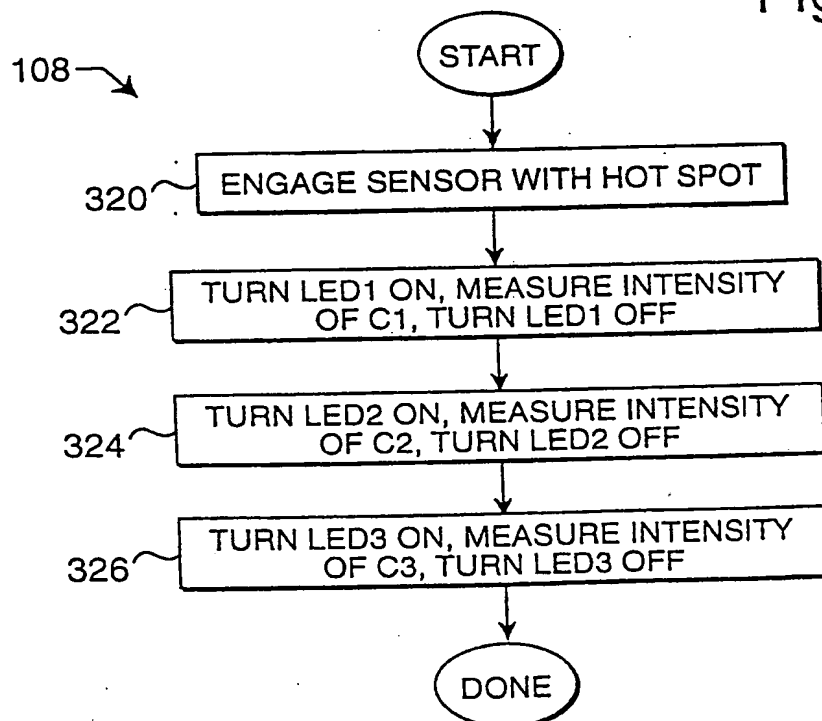 Fig
108
START
320
ENGAGE SENSOR WITH HOT SPOT
322
TURN LED1 ON, MEASURE INTENSITY
OF C1, TURN LED1 OFF
324
TURN LED2 ON, MEASURE INTENSITY
OF C2, TURN LED2 OFF
326
TURN LED3 ON, MEASURE INTENSITY
OF C3, TURN LED3 OFF
DONE